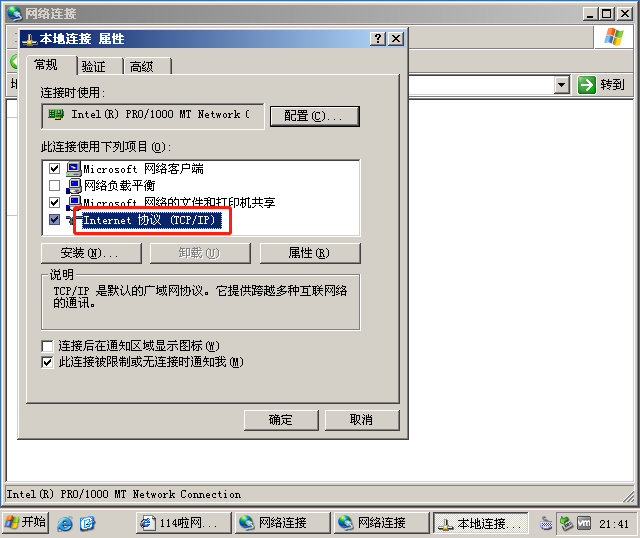 网络连接
本地连接 属性
常规 验证 高级
转到
连接时使用:
Intel(R) PRO/1000 MT Network C
配置(C)...
此连接使用下列项目(O):
Microsoft 网络客户端
网络负载平衡
Microsoft 网络的文件和打印机共享
Internet 协议 (TCP/IP)
安装(N)... 卸载(U) 属性(R)
说明
TCP/IP 是默认的广域网协议。它提供跨越多种互联网络
的通讯。
连接后在通知区域显示图标(W)
此连接被限制或无连接时通知我(M)
确定 取消
Intel(R) PRO/1000 MT Network Connection
开始 114啦网... 网络连接 网络连接 本地连接... 21:41